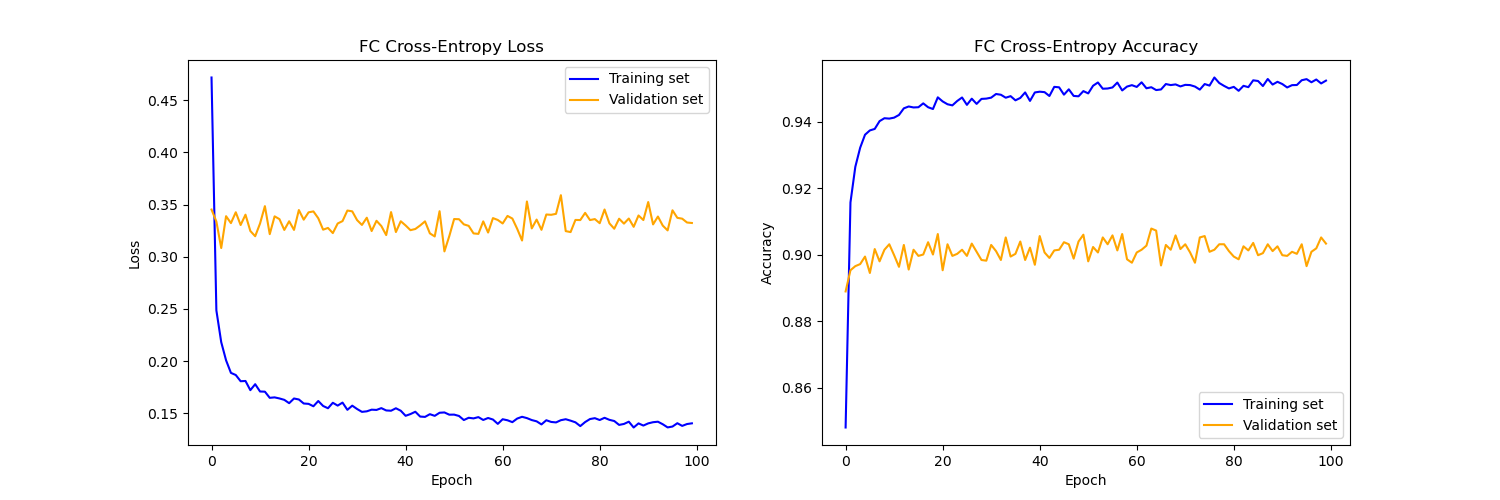 FC Cross-Entropy Loss
Training set
Validation set
0.45
0.40
0.35
0.30
0.25
0.20
0.15
Loss
0 20 40 60 80 100
Epoch
FC Cross-Entropy Accuracy
0.94
0.92
0.90
0.88
0.86
Accuracy
Training set
Validation set
0 20 40 60 80 100
Epoch